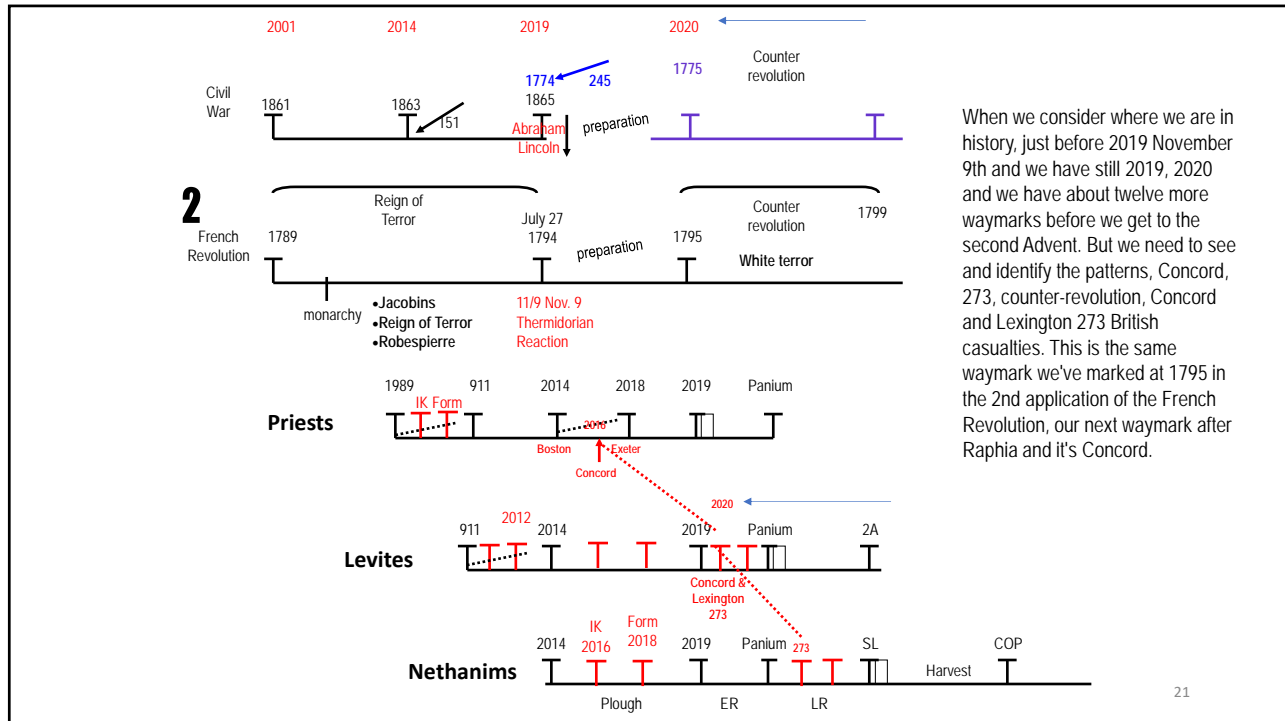 2001 2014 2019 2020
1774 245 1775 Counter
revolution
Civil
War
1861 1863 1865
151
Abraham
Lincoln
preparation
2
Reign of
Terror
Counter
revolution
1799
July 27
French
Revolution
1789 1794 1795
preparation
White terror
monarchy
•Jacobins
•Reign of Terror
•Robespierre
11/9 Nov. 9
Thermidorian
Reaction
When we consider where we are in
history, just before 2019 November
9th and we have still 2019, 2020
and we have about twelve more
waymarks before we get to the
second Advent. But we need to see
and identify the patterns, Concord,
273, counter-revolution, Concord
and Lexington 273 British
casualties. This is the same
waymark we've marked at 1795 in
the 2nd application of the French
Revolution, our next waymark after
Raphia and it's Concord.
1989 911 2014 2018 2019 Panium
IK Form
Priests
2016
Boston Exeter
Concord
2020
911 2012 2014 2019 Panium 2A
Levites
Concord &
Lexington
273
IK
2016
Form
2018
2014 2019 Panium 273 SL COP
Nethanims
Harvest
Plough ER LR
21